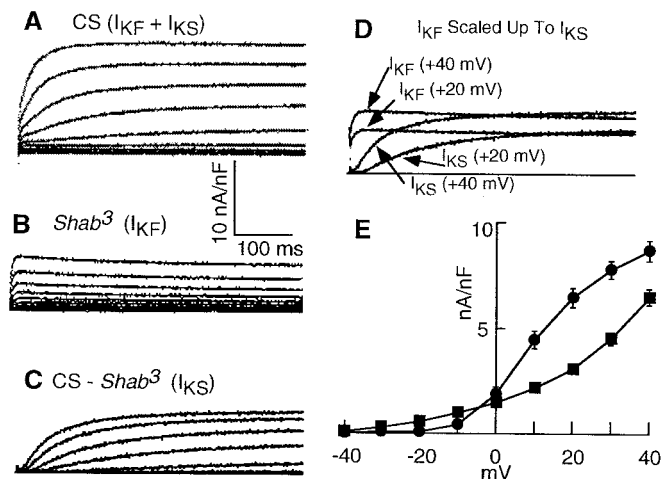 A CS (IKF + IKS)
10 nA/nF
100 ms
B Shab3 (IKF)
C CS - Shab3 (IKS)
D IKF Scaled Up To IKS
IKF (+40 mV)
IKF (+20 mV)
IKS (+20 mV)
IKS (+40 mV)
E
10
nA/nF
5
-40 -20 0 20 40
mV